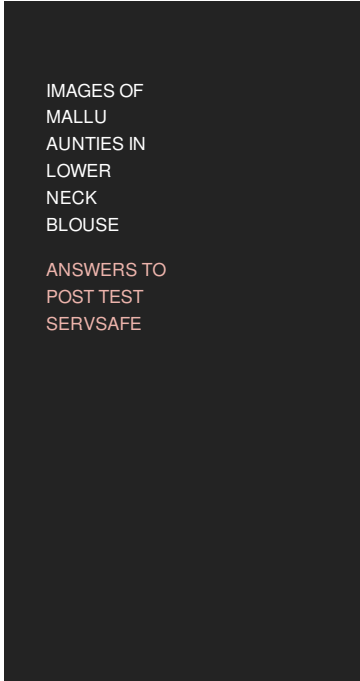 IMAGES OF
MALLU
AUNTIES IN
LOWER
NECK
BLOUSE
ANSWERS TO
POST TEST
SERVSAFE